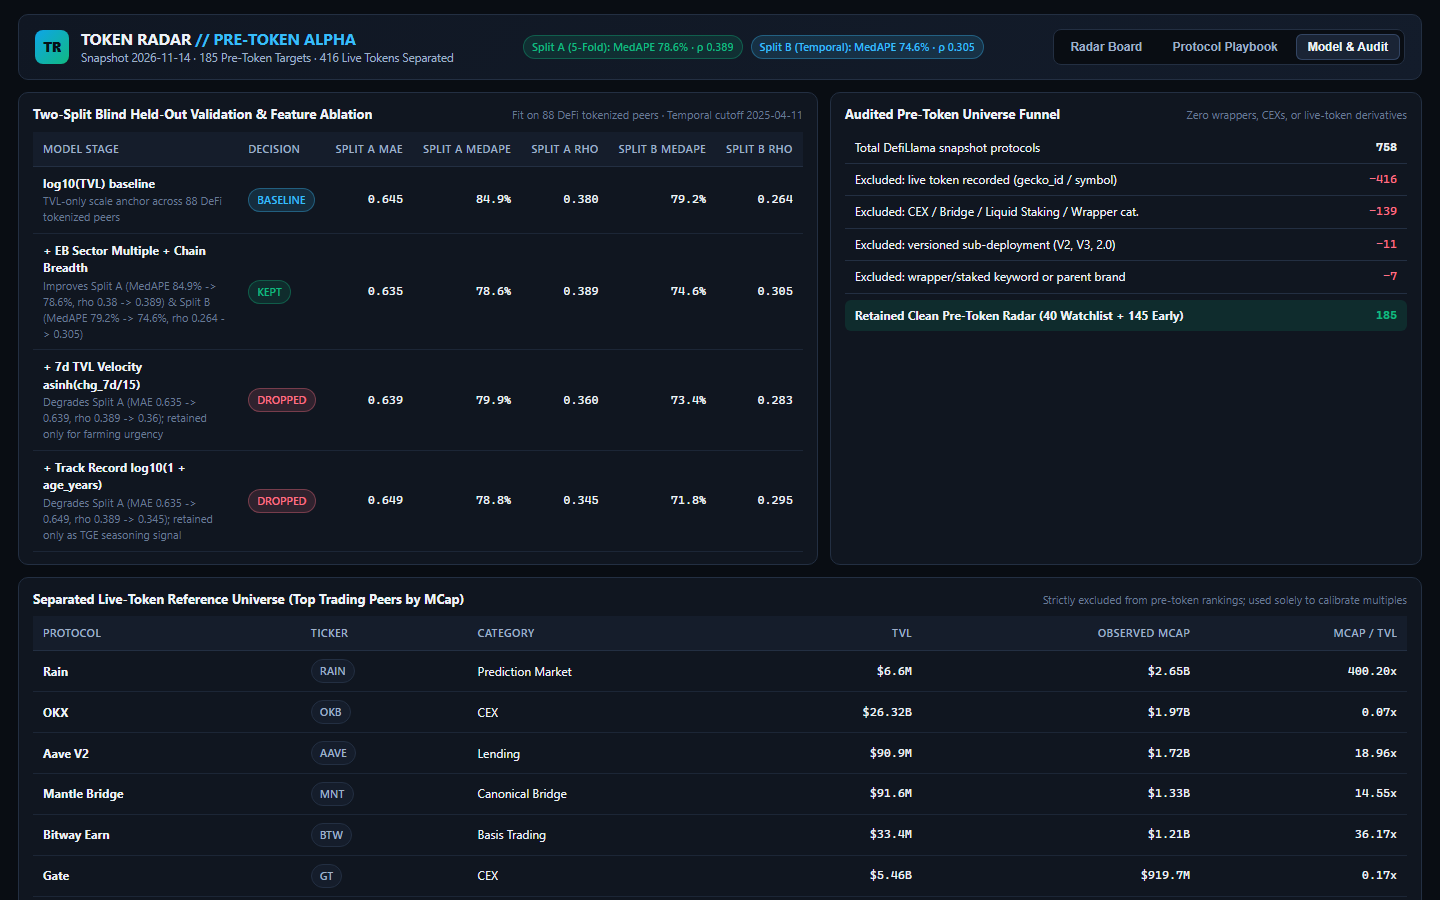 TR
TOKEN RADAR // PRE-TOKEN ALPHA
Snapshot 2026-11-14 · 185 Pre-Token Targets · 416 Live Tokens Separated
Split A (5-Fold): MedAPE 78.6% · ρ 0.389
Split B (Temporal): MedAPE 74.6% · ρ 0.305
Radar Board
Protocol Playbook
Model & Audit
Two-Split Blind Held-Out Validation & Feature Ablation
Fit on 88 DeFi tokenized peers · Temporal cutoff 2025-04-11
MODEL STAGE DECISION SPLIT A MAE SPLIT A MEDAPE SPLIT A RHO SPLIT B MEDAPE SPLIT B RHO
log10(TVL) baseline
TVL-only scale anchor across 88 DeFi
tokenized peers
BASELINE 0.645 84.9% 0.380 79.2% 0.264
+ EB Sector Multiple + Chain
Breadth
Improves Split A (MedAPE 84.9% ->
78.6%, rho 0.38 -> 0.389) & Split B
(MedAPE 79.2% -> 74.6%, rho 0.264 -
> 0.305)
KEPT 0.635 78.6% 0.389 74.6% 0.305
+ 7d TVL Velocity
asinh(chg_7d/15)
Degrades Split A (MAE 0.635 ->
0.639, rho 0.389 -> 0.36); retained
only for farming urgency
DROPPED 0.639 79.9% 0.360 73.4% 0.283
+ Track Record log10(1 +
age_years)
Degrades Split A (MAE 0.635 ->
0.649, rho 0.389 -> 0.345); retained
only as TGE seasoning signal
DROPPED 0.649 78.8% 0.345 71.8% 0.295
Audited Pre-Token Universe Funnel
Zero wrappers, CEXs, or live-token derivatives
Total DefiLlama snapshot protocols 758
Excluded: live token recorded (gecko_id / symbol) −416
Excluded: CEX / Bridge / Liquid Staking / Wrapper cat. −139
Excluded: versioned sub-deployment (V2, V3, 2.0) −11
Excluded: wrapper/staked keyword or parent brand −7
Retained Clean Pre-Token Radar (40 Watchlist + 145 Early) 185
Separated Live-Token Reference Universe (Top Trading Peers by MCap)
Strictly excluded from pre-token rankings; used solely to calibrate multiples
PROTOCOL TICKER CATEGORY TVL OBSERVED MCAP MCAP / TVL
Rain RAIN Prediction Market $6.6M $2.65B 400.20x
OKX OKB CEX $26.32B $1.97B 0.07x
Aave V2 AAVE Lending $90.9M $1.72B 18.96x
Mantle Bridge MNT Canonical Bridge $91.6M $1.33B 14.55x
Bitway Earn BTW Basis Trading $33.4M $1.21B 36.17x
Gate GT CEX $5.46B $919.7M 0.17x